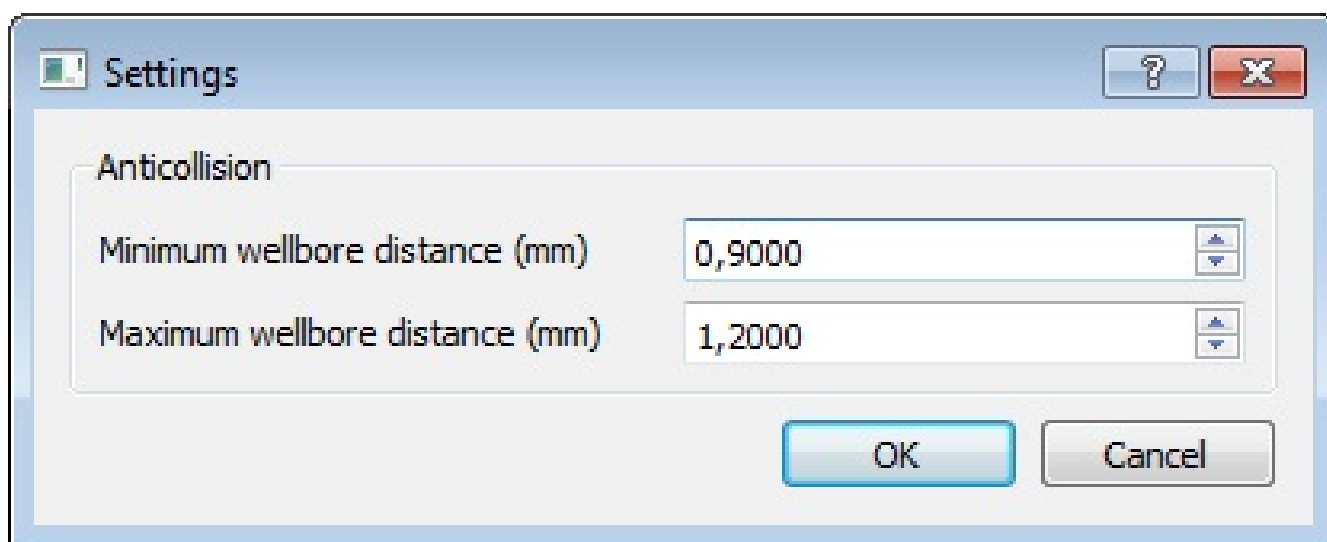 Settings
Anticollision
Minimum wellbore distance (mm) 0,9000
Maximum wellbore distance (mm) 1,2000
OK Cancel